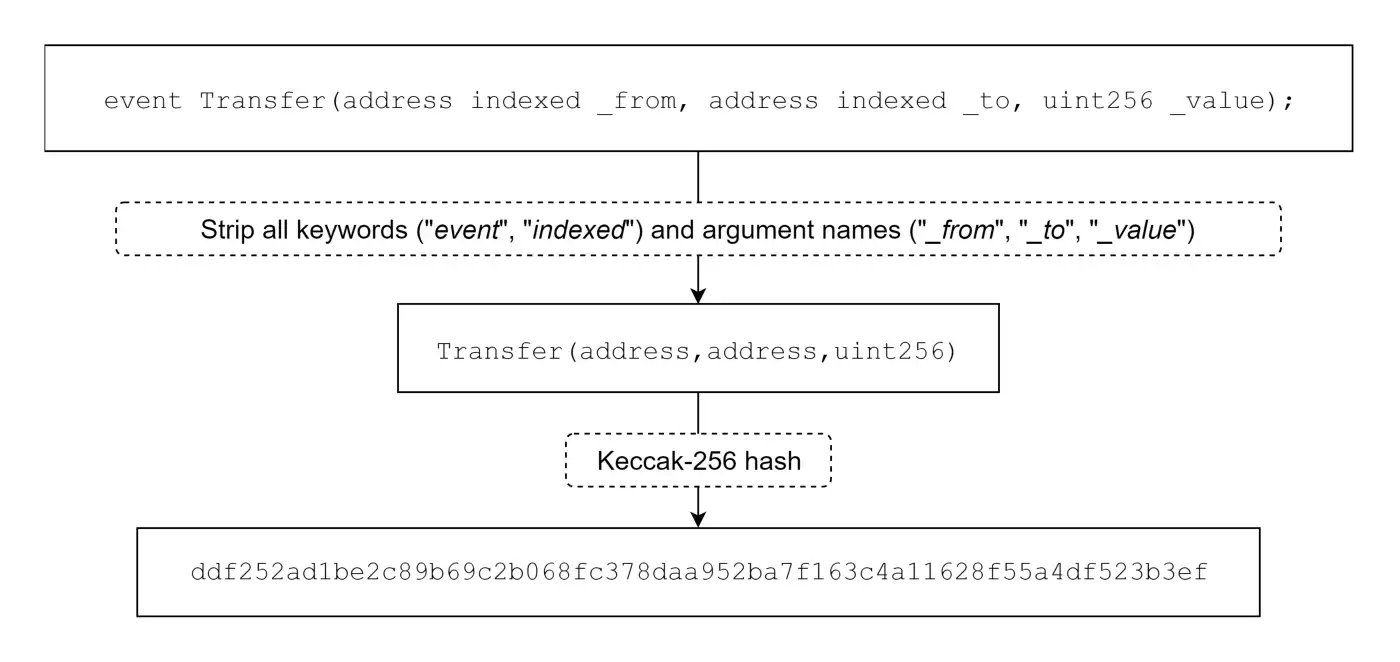 event Transfer(address indexed _from, address indexed _to, uint256 _value);
Strip all keywords ("event", "indexed") and argument names ("_from", "_to", "_value")
Transfer(address,address,uint256)
Keccak-256 hash
ddf252ad1be2c89b69c2b068fc378daa952ba7f163c4a11628f55a4df523b3ef